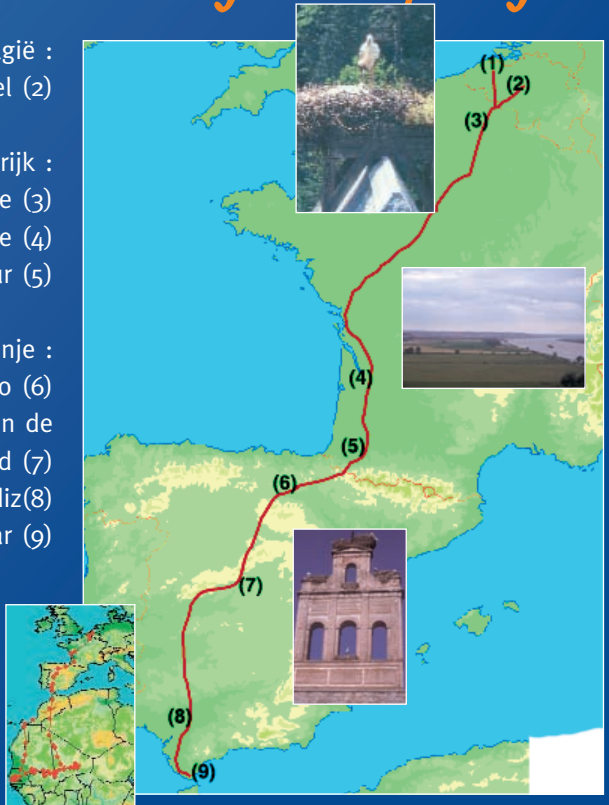 gië :
el (2)
rijk :
e (3)
e (4)
ur (5)
nje :
o (6)
n de
d (7)
liz(8)
ar (9)
(1)
(2)
(3)
(4)
(5)
(6)
(7)
(8)
(9)